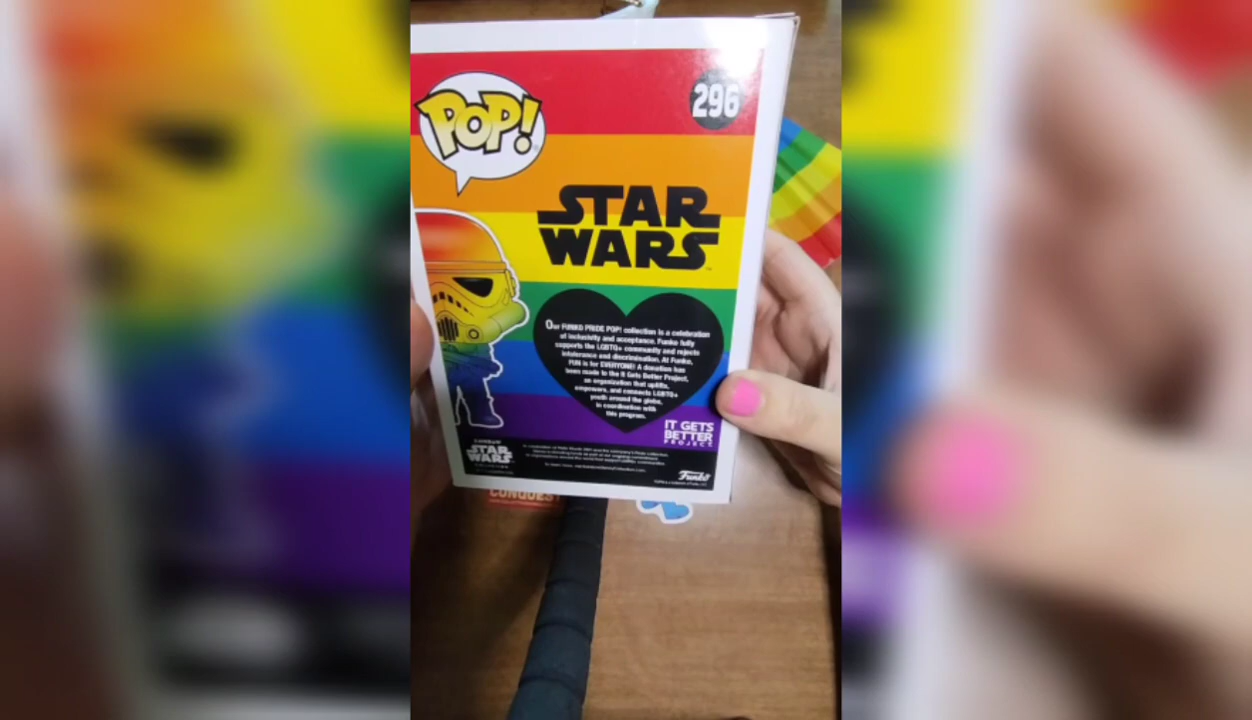 POP!
296
STAR
WARS
Our FUNKO PRIDE POP! collection is a celebration
of inclusivity and acceptance. Funko fully
supports the LGBTQ+ community and rejects
intolerance and discrimination. At Funko,
FUN is for EVERYONE! A donation has
been made to the It Gets Better Project,
an organization that uplifts,
empowers, and connects LGBTQ+
youth around the globe,
in coordination with
this program.
IT GETS
BETTER
PROJECT
STAR
WARS
Funko
CONQUEST